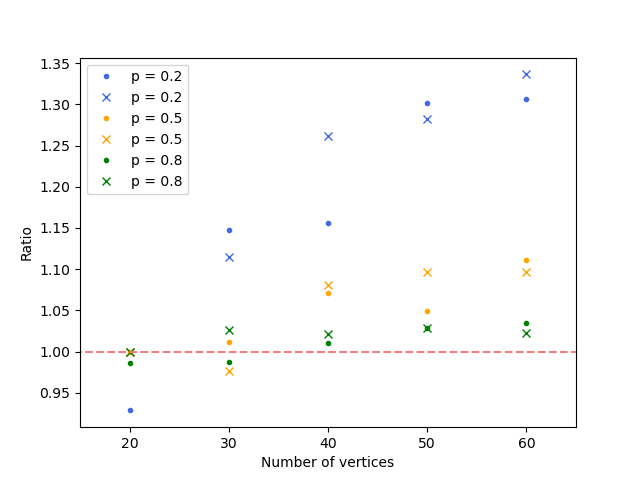 1.35
1.30
1.25
1.20
1.15
1.10
1.05
1.00
0.95
Ratio
p = 0.2
p = 0.2
p = 0.5
p = 0.5
p = 0.8
p = 0.8
20 30 40 50 60
Number of vertices